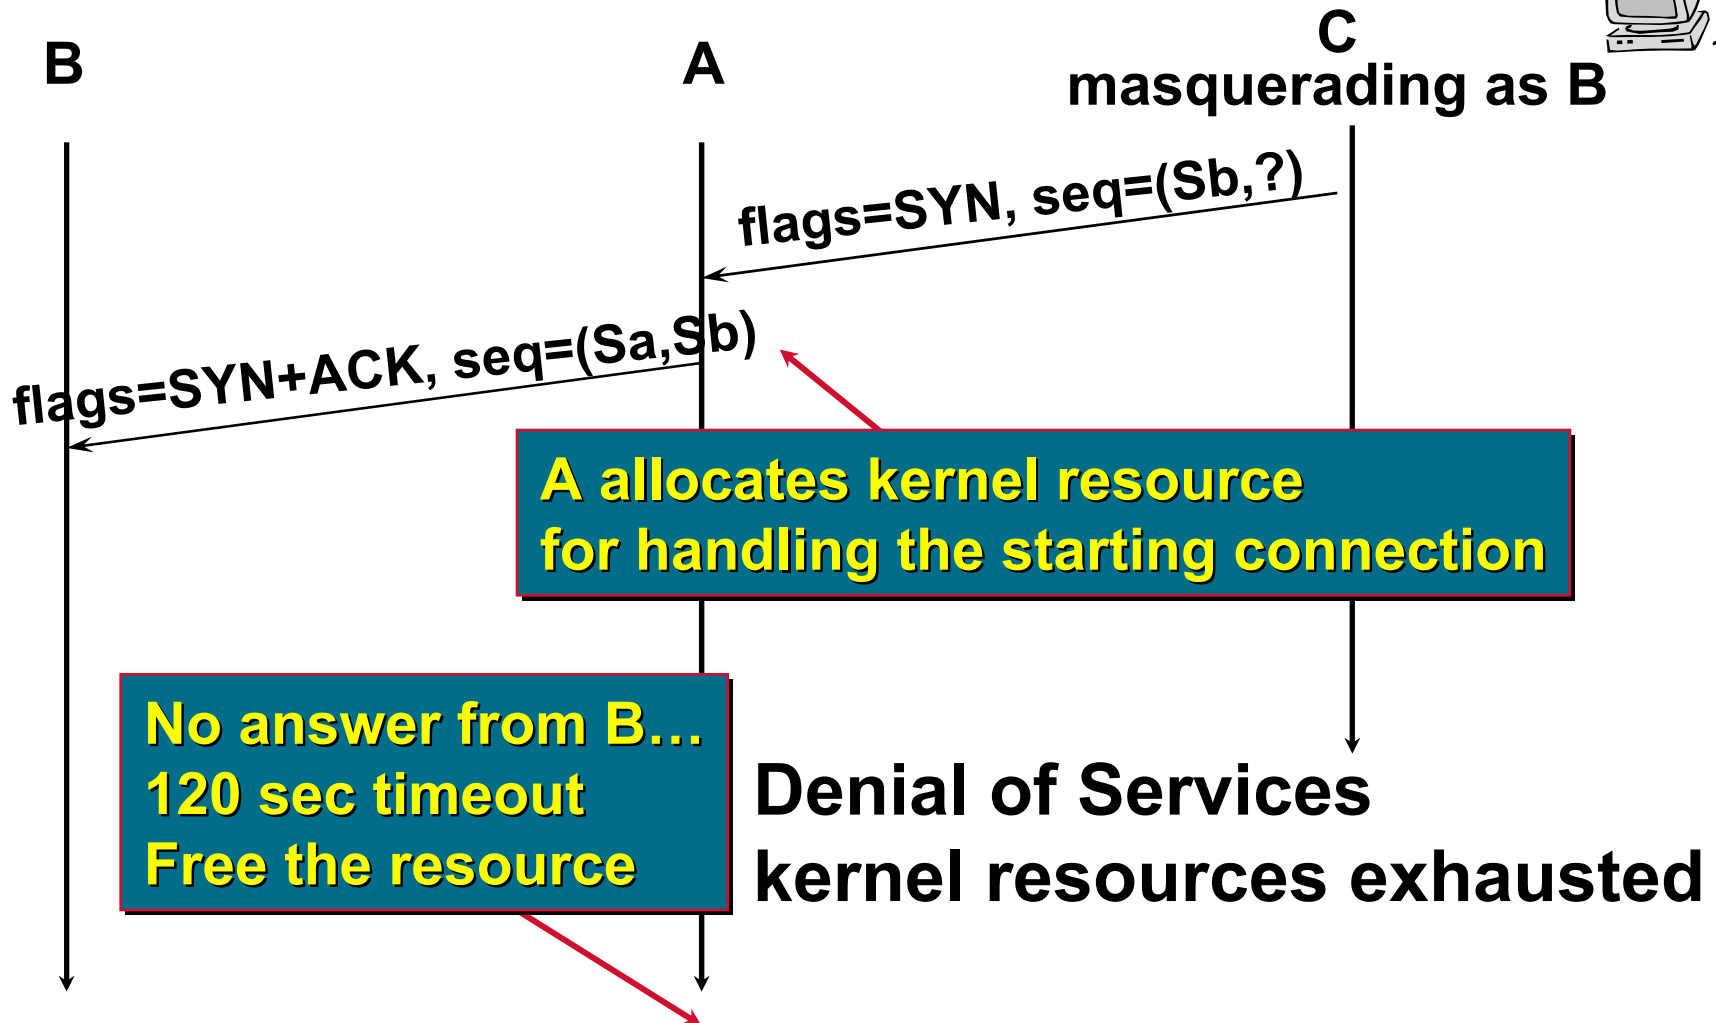 B
A
C
masquerading as B
flags=SYN, seq=(Sb,?)
flags=SYN+ACK, seq=(Sa,Sb)
A allocates kernel resource
for handling the starting connection
No answer from B…
120 sec timeout
Free the resource
Denial of Services
kernel resources exhausted